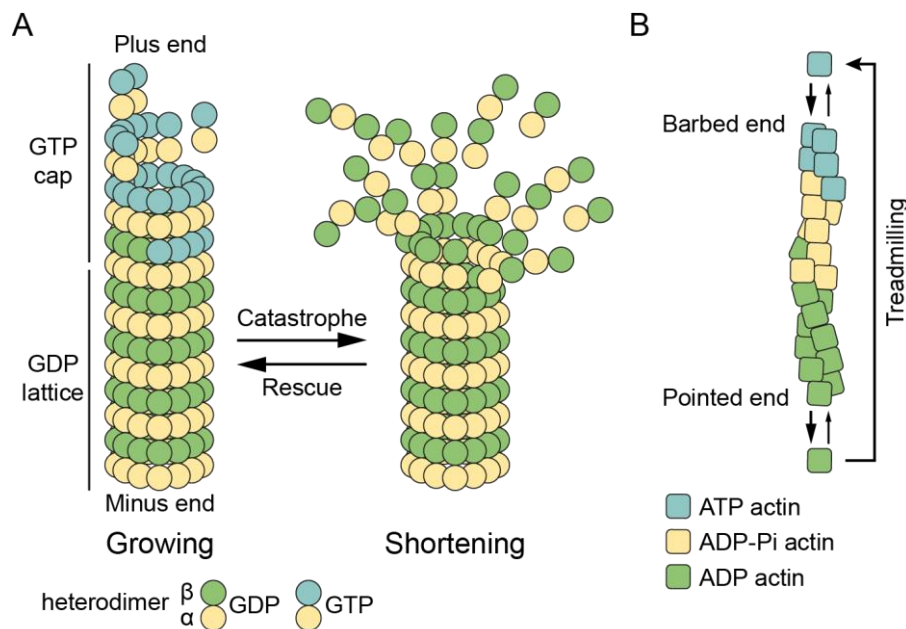 A
Plus end
GTP
cap
GDP
lattice
Minus end
Growing
Catastrophe
Rescue
Shortening
heterodimer
β
α
GDP
GTP
B
Barbed end
Pointed end
Treadmilling
ATP actin
ADP-Pi actin
ADP actin